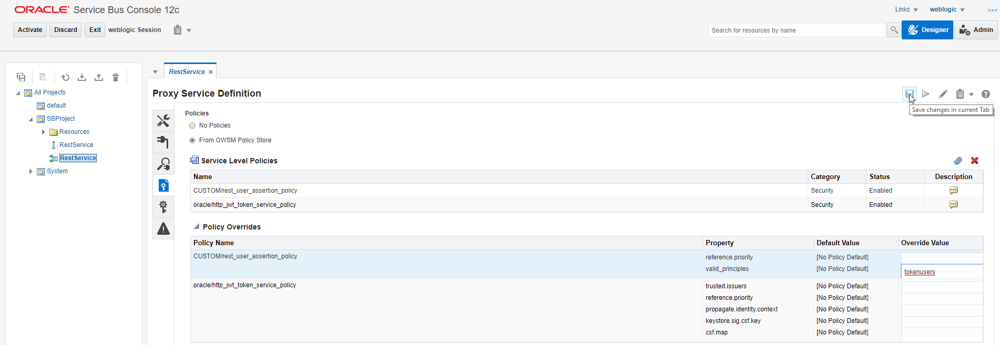 ORACLE® Service Bus Console 12c
Links weblogic
Activate Discard Exit weblogic Session
Search for resources by name
Designer Admin
RestService ×
All Projects
default
SBProject
Resources
RestService
RestService
System
Proxy Service Definition
Save changes in current Tab
Policies
No Policies
From OWSM Policy Store
Service Level Policies
Name Category Status Description
CUSTOM/rest_user_assertion_policy Security Enabled
oracle/http_jwt_token_service_policy Security Enabled
Policy Overrides
Policy Name Property Default Value Override Value
CUSTOM/rest_user_assertion_policy reference.priority [No Policy Default]
valid_principles [No Policy Default] tokenusers
oracle/http_jwt_token_service_policy trusted.issuers [No Policy Default]
reference.priority [No Policy Default]
propagate.identity.context [No Policy Default]
keystore.sig.csf.key [No Policy Default]
csf.map [No Policy Default]